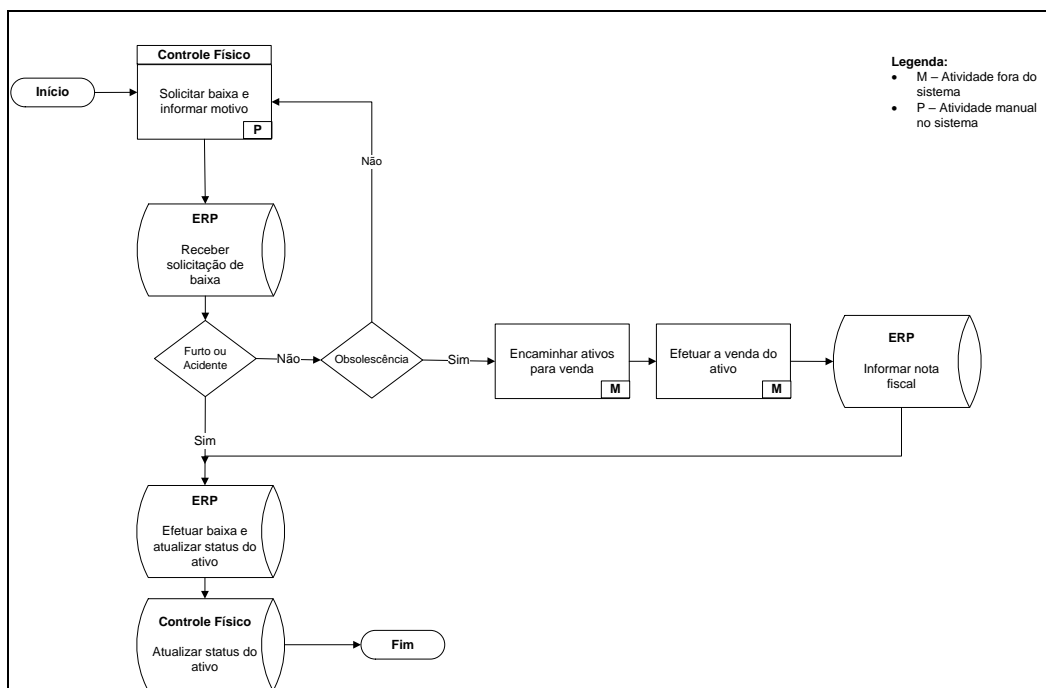 Controle Físico
Início
Solicitar baixa e
informar motivo
P
Legenda:
• M – Atividade fora do
sistema
• P – Atividade manual
no sistema
Não
ERP
Receber
solicitação de
baixa
Furto ou
Acidente
Não
Obsolescência
Sim
Encaminhar ativos
para venda
M
Efetuar a venda do
ativo
M
ERP
Informar nota
fiscal
Sim
ERP
Efetuar baixa e
atualizar status do
ativo
Controle Físico
Atualizar status do
ativo
Fim